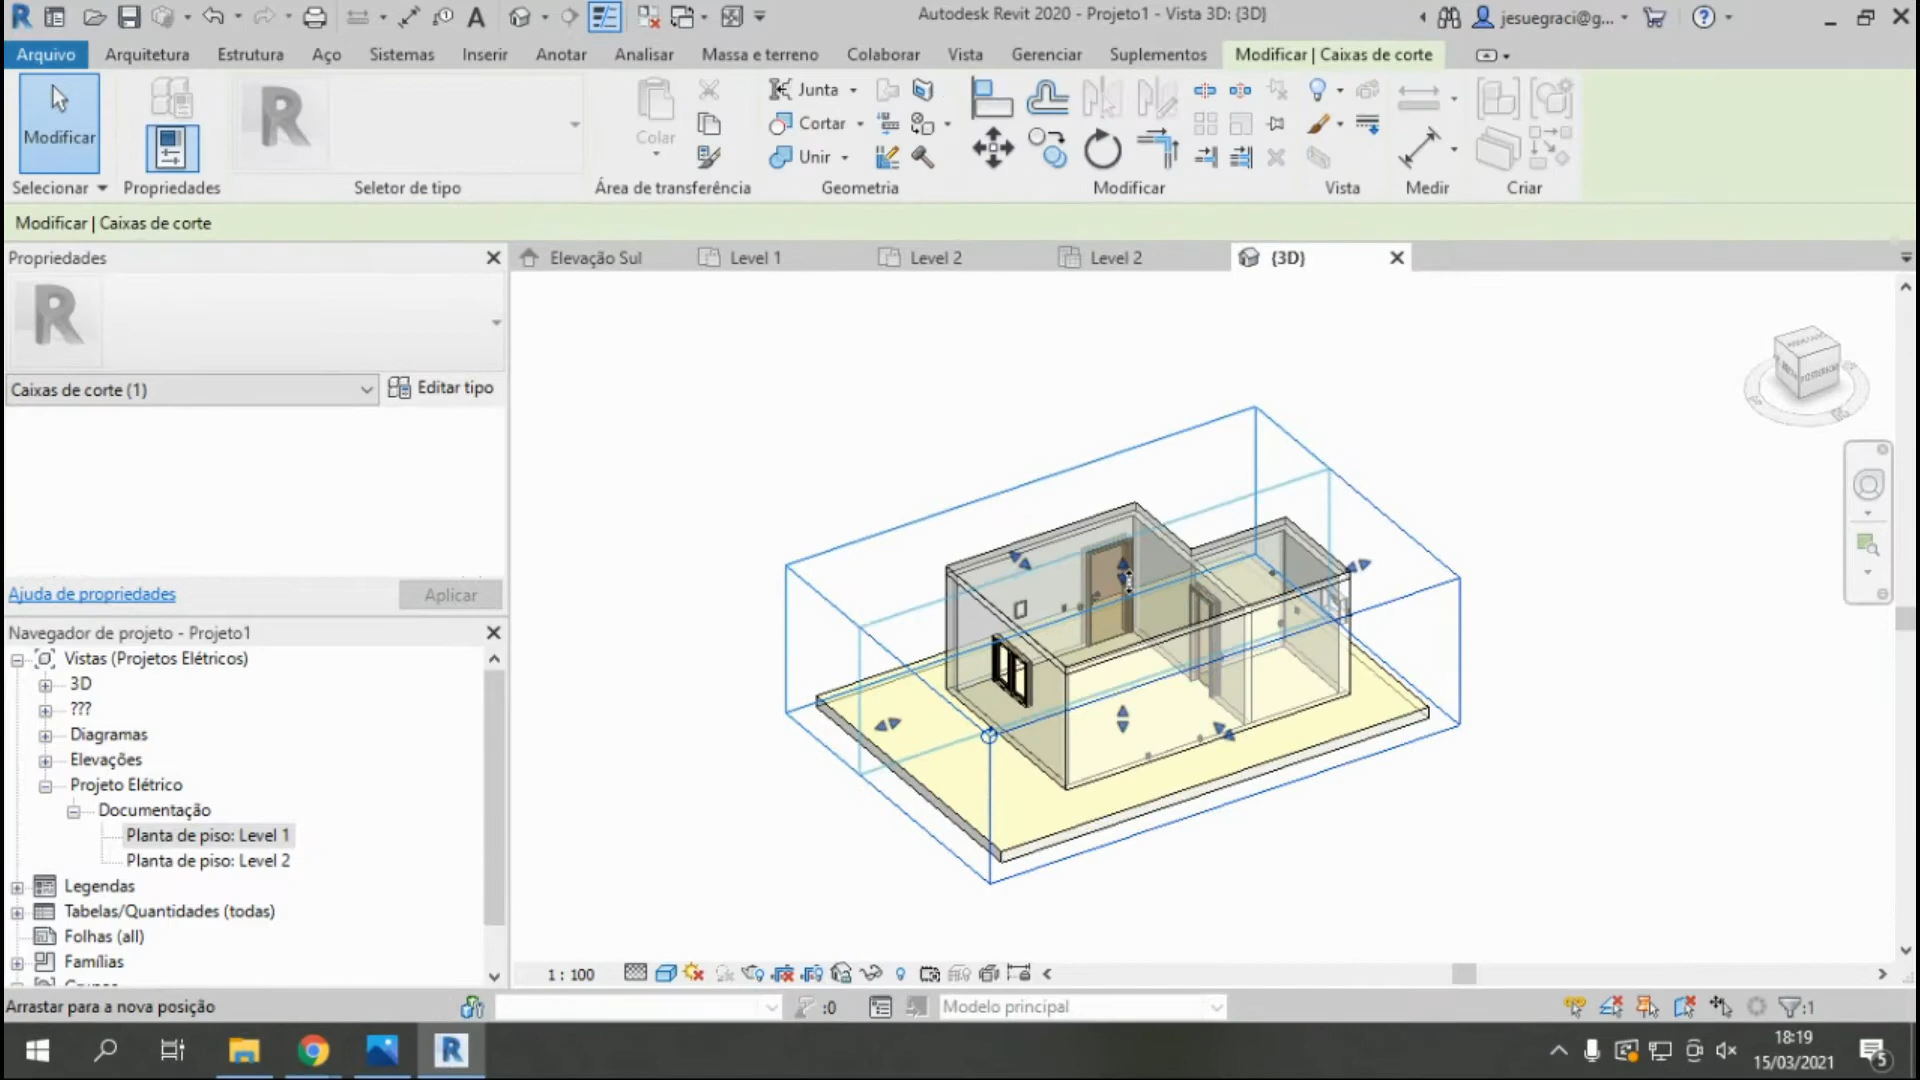 Autodesk Revit 2020 - Projeto1 - Vista 3D: {3D}
jesuegraci@g...
Arquivo Arquitetura Estrutura Aço Sistemas Inserir Anotar Analisar Massa e terreno Colaborar Vista Gerenciar Suplementos Modificar | Caixas de corte
Modificar
Colar
Junta
Cortar
Unir
Selecionar Propriedades Seletor de tipo Área de transferência Geometria Modificar Vista Medir Criar
Modificar | Caixas de corte
Propriedades
Elevação Sul Level 1 Level 2 Level 2 {3D}
Caixas de corte (1) Editar tipo
Ajuda de propriedades Aplicar
Navegador de projeto - Projeto1
Vistas (Projetos Elétricos)
3D
???
Diagramas
Elevações
Projeto Elétrico
Documentação
Planta de piso: Level 1
Planta de piso: Level 2
Legendas
Tabelas/Quantidades (todas)
Folhas (all)
Famílias
1 : 100
Arrastar para a nova posição :0 Modelo principal :1
18:19
15/03/2021
5